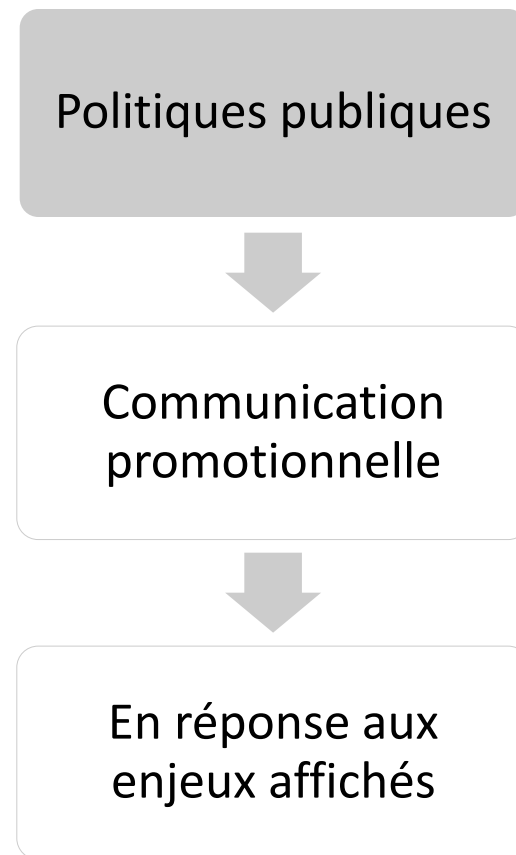 Politiques publiques
Communication
promotionnelle
En réponse aux
enjeux affichés